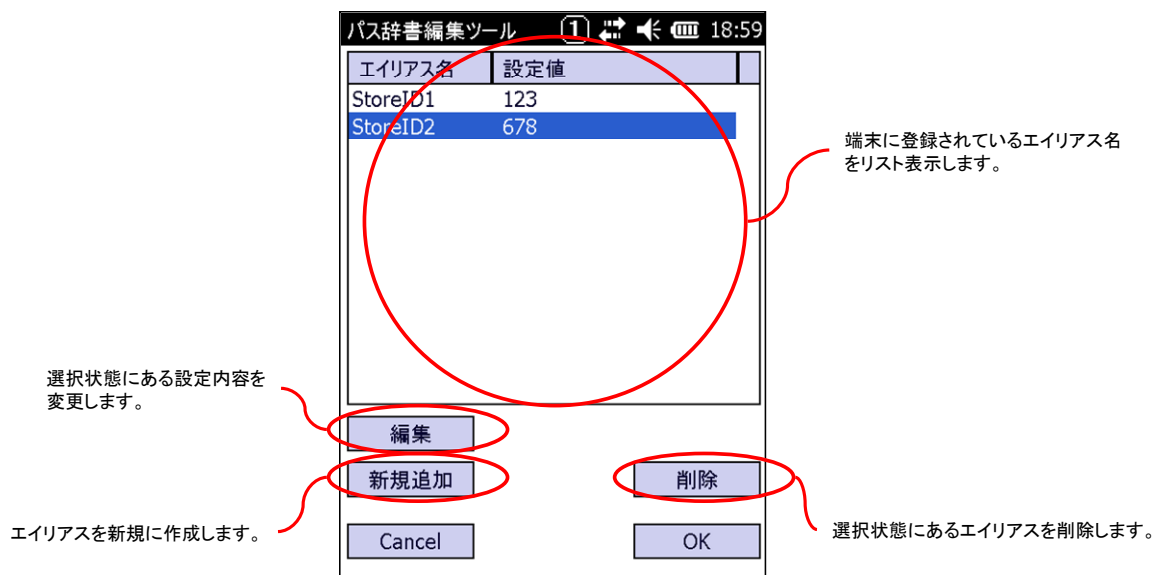 パス辞書編集ツール 1 18:59
エイリアス名 設定値
StoreID1 123
StoreID2 678
端末に登録されているエイリアス名
をリスト表示します。
選択状態にある設定内容を
変更します。
編集
新規追加 削除
エイリアスを新規に作成します。
選択状態にあるエイリアスを削除します。
Cancel OK